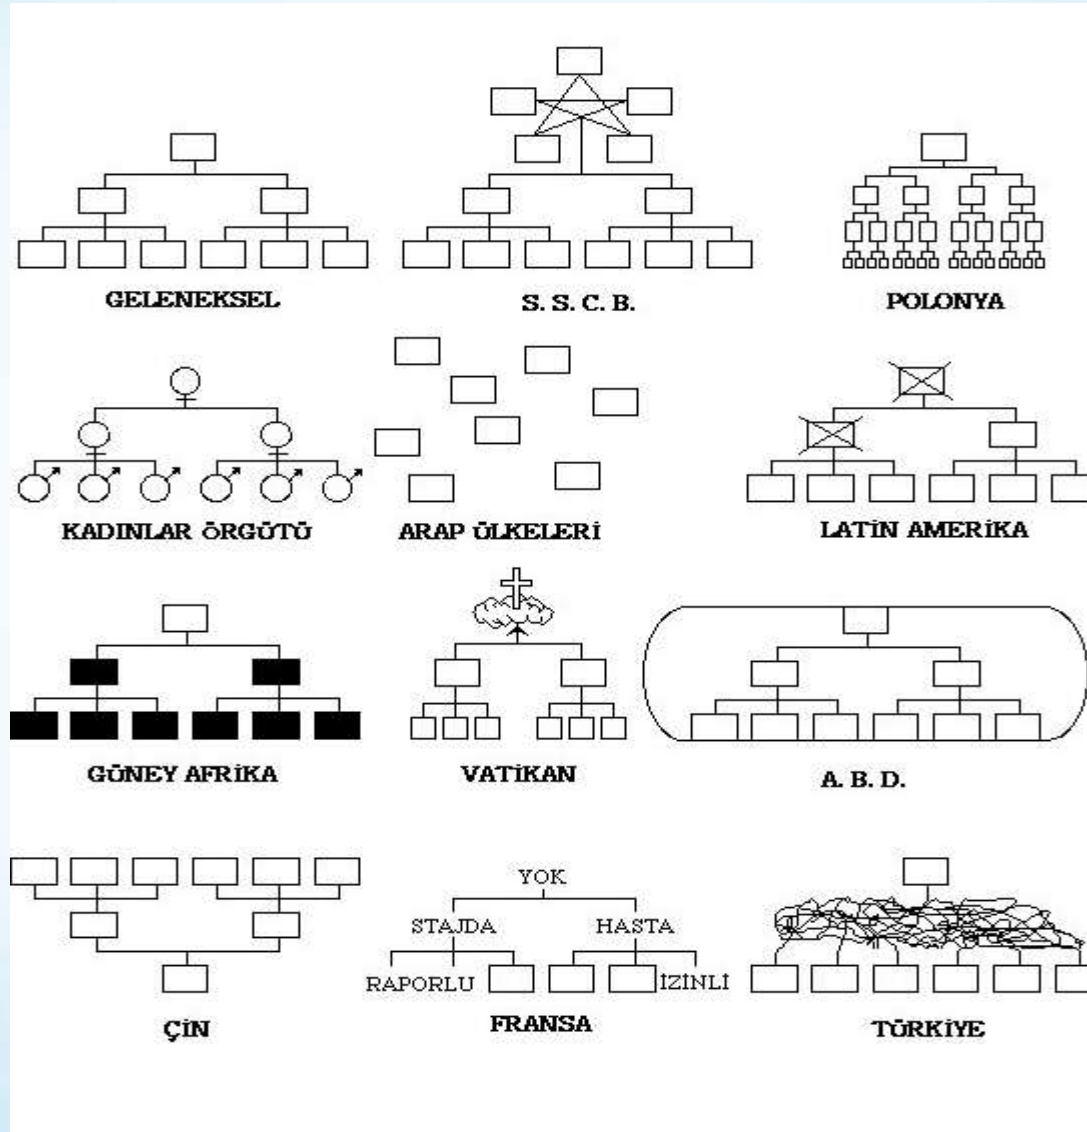 GELENEKSEL
S. S. C. B.
POLONYA
KADINLAR ÖRGÜTÜ
ARAP ÜLKELERİ
LATİN AMERİKA
GÜNEY AFRİKA
VATİKAN
A. B. D.
ÇİN
YOK
STAJDA HASTA
RAPORLU İZİNLİ
FRANSA
TÜRKİYE